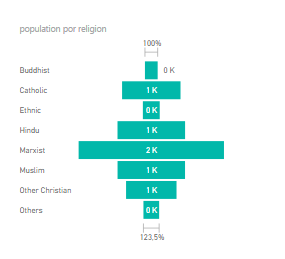 population por religion
100%
Buddhist 0 K
Catholic 1 K
Ethnic 0 K
Hindu 1 K
Marxist 2 K
Muslim 1 K
Other Christian 1 K
Others 0 K
123,5%